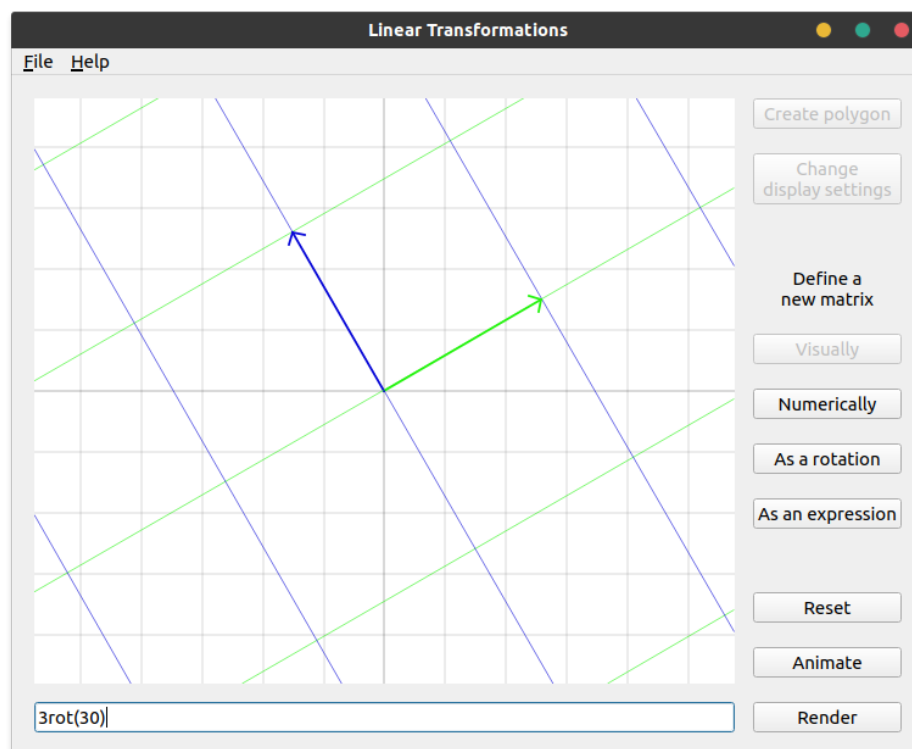 Linear Transformations
File Help
Create polygon
Change
display settings
Define a
new matrix
Visually
Numerically
As a rotation
As an expression
Reset
Animate
3rot(30)
Render